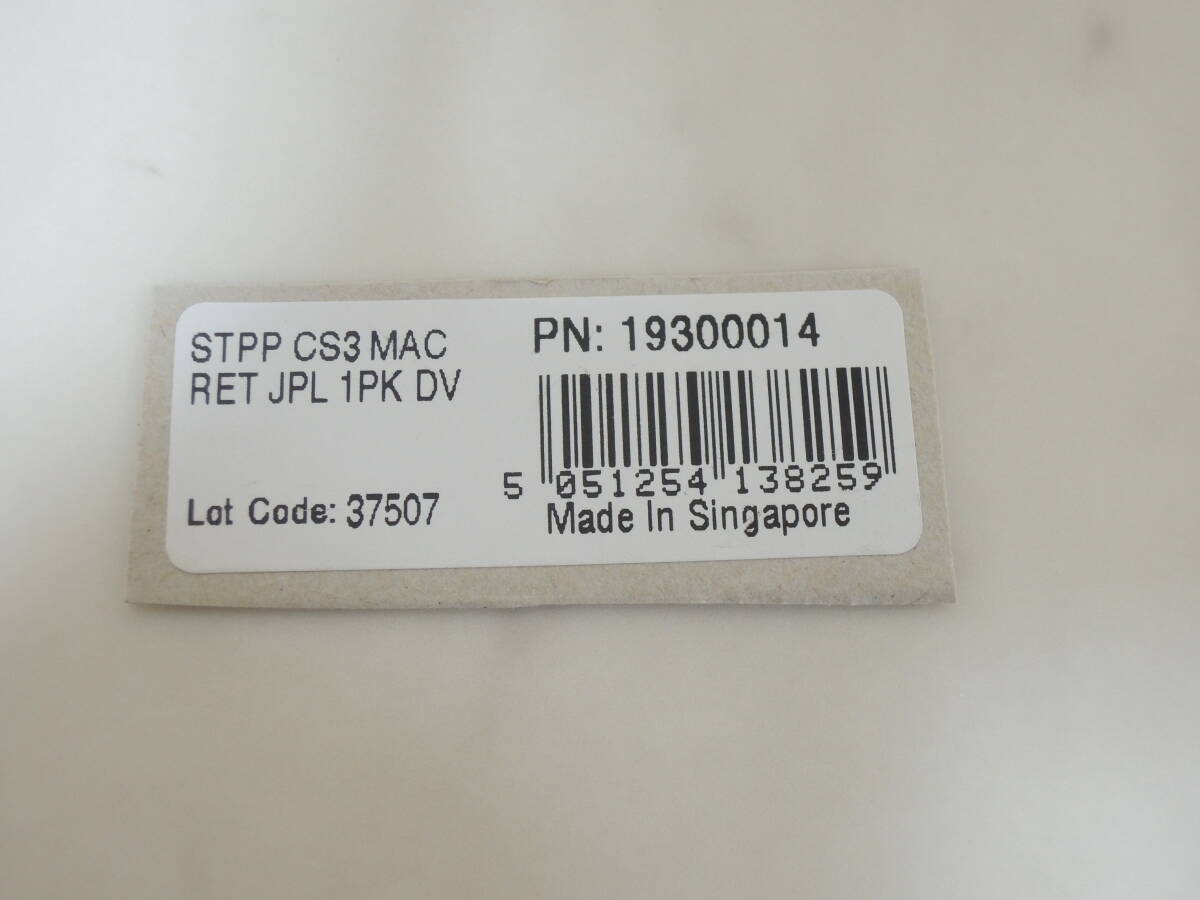 STPP CS3 MAC
RET JPL 1PK DV
Lot Code: 37507
PN: 19300014
5 051254 138259
Made In Singapore